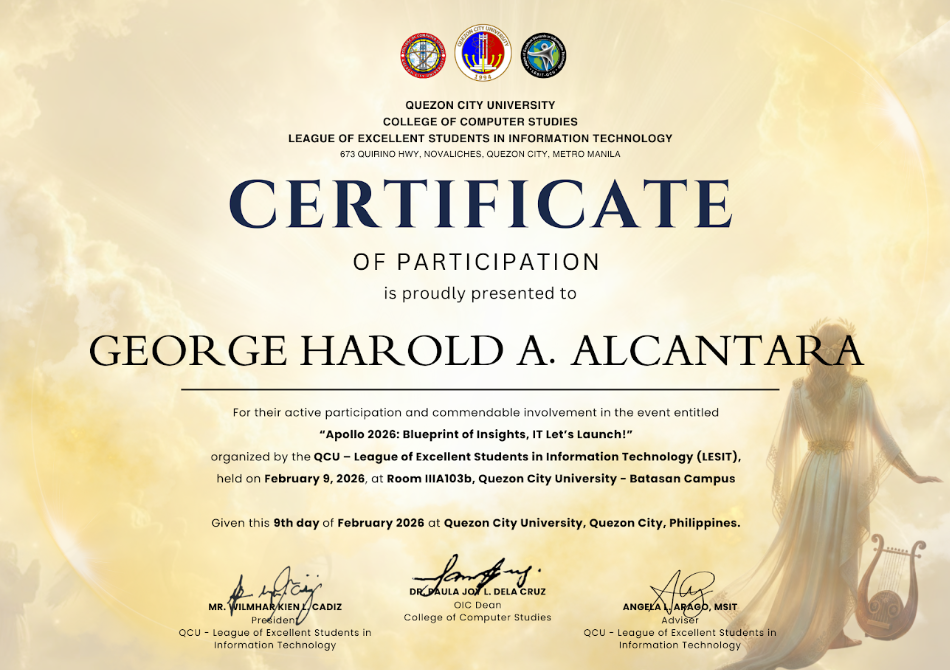 QUEZON CITY UNIVERSITY
1994
QUEZON CITY UNIVERSITY
COLLEGE OF COMPUTER STUDIES
LEAGUE OF EXCELLENT STUDENTS IN INFORMATION TECHNOLOGY
673 QUIRINO HWY, NOVALICHES, QUEZON CITY, METRO MANILA
CERTIFICATE
OF PARTICIPATION
is proudly presented to
GEORGE HAROLD A. ALCANTARA
For their active participation and commendable involvement in the event entitled
“Apollo 2026: Blueprint of Insights, IT Let’s Launch!”
organized by the QCU – League of Excellent Students in Information Technology (LESIT),
held on February 9, 2026, at Room IIIA103b, Quezon City University - Batasan Campus
Given this 9th day of February 2026 at Quezon City University, Quezon City, Philippines.
MR. WILMHAR KIEN L. CADIZ
President
QCU - League of Excellent Students in
Information Technology
DR. PAULA JOY L. DELA CRUZ
OIC Dean
College of Computer Studies
ANGELA L. ARAGO, MSIT
Adviser
QCU - League of Excellent Students in
Information Technology